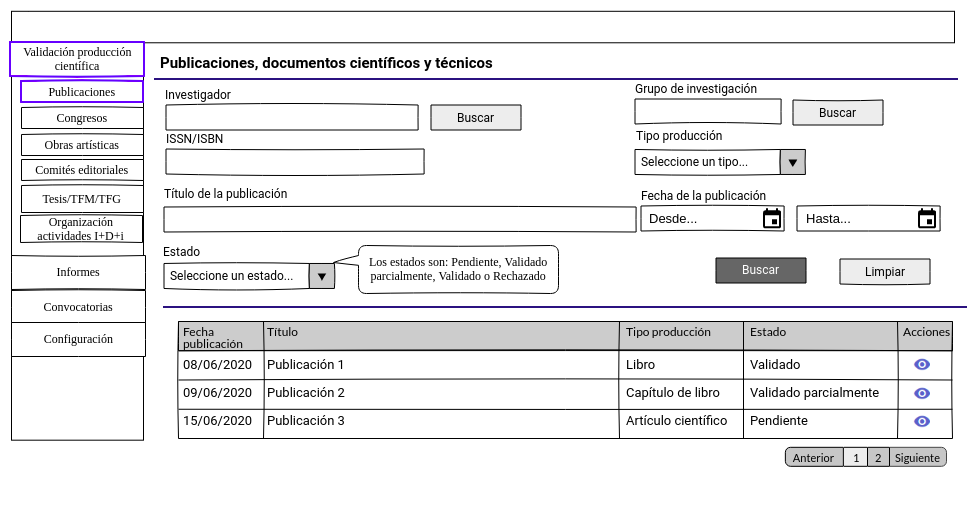 Validación producción
científica
Publicaciones
Congresos
Obras artísticas
Comités editoriales
Tesis/TFM/TFG
Organización
actividades I+D+i
Informes
Convocatorias
Configuración
Publicaciones, documentos científicos y técnicos
Investigador
Buscar
Grupo de investigación
Buscar
ISSN/ISBN
Tipo producción
Seleccione un tipo...
Título de la publicación
Fecha de la publicación
Desde...
Hasta...
Estado
Seleccione un estado...
Los estados son: Pendiente, Validado
parcialmente, Validado o Rechazado
Buscar
Limpiar
Fecha
publicación
Título
Tipo producción
Estado
Acciones
08/06/2020
Publicación 1
Libro
Validado
09/06/2020
Publicación 2
Capítulo de libro
Validado parcialmente
15/06/2020
Publicación 3
Artículo científico
Pendiente
Anterior
1
2
Siguiente